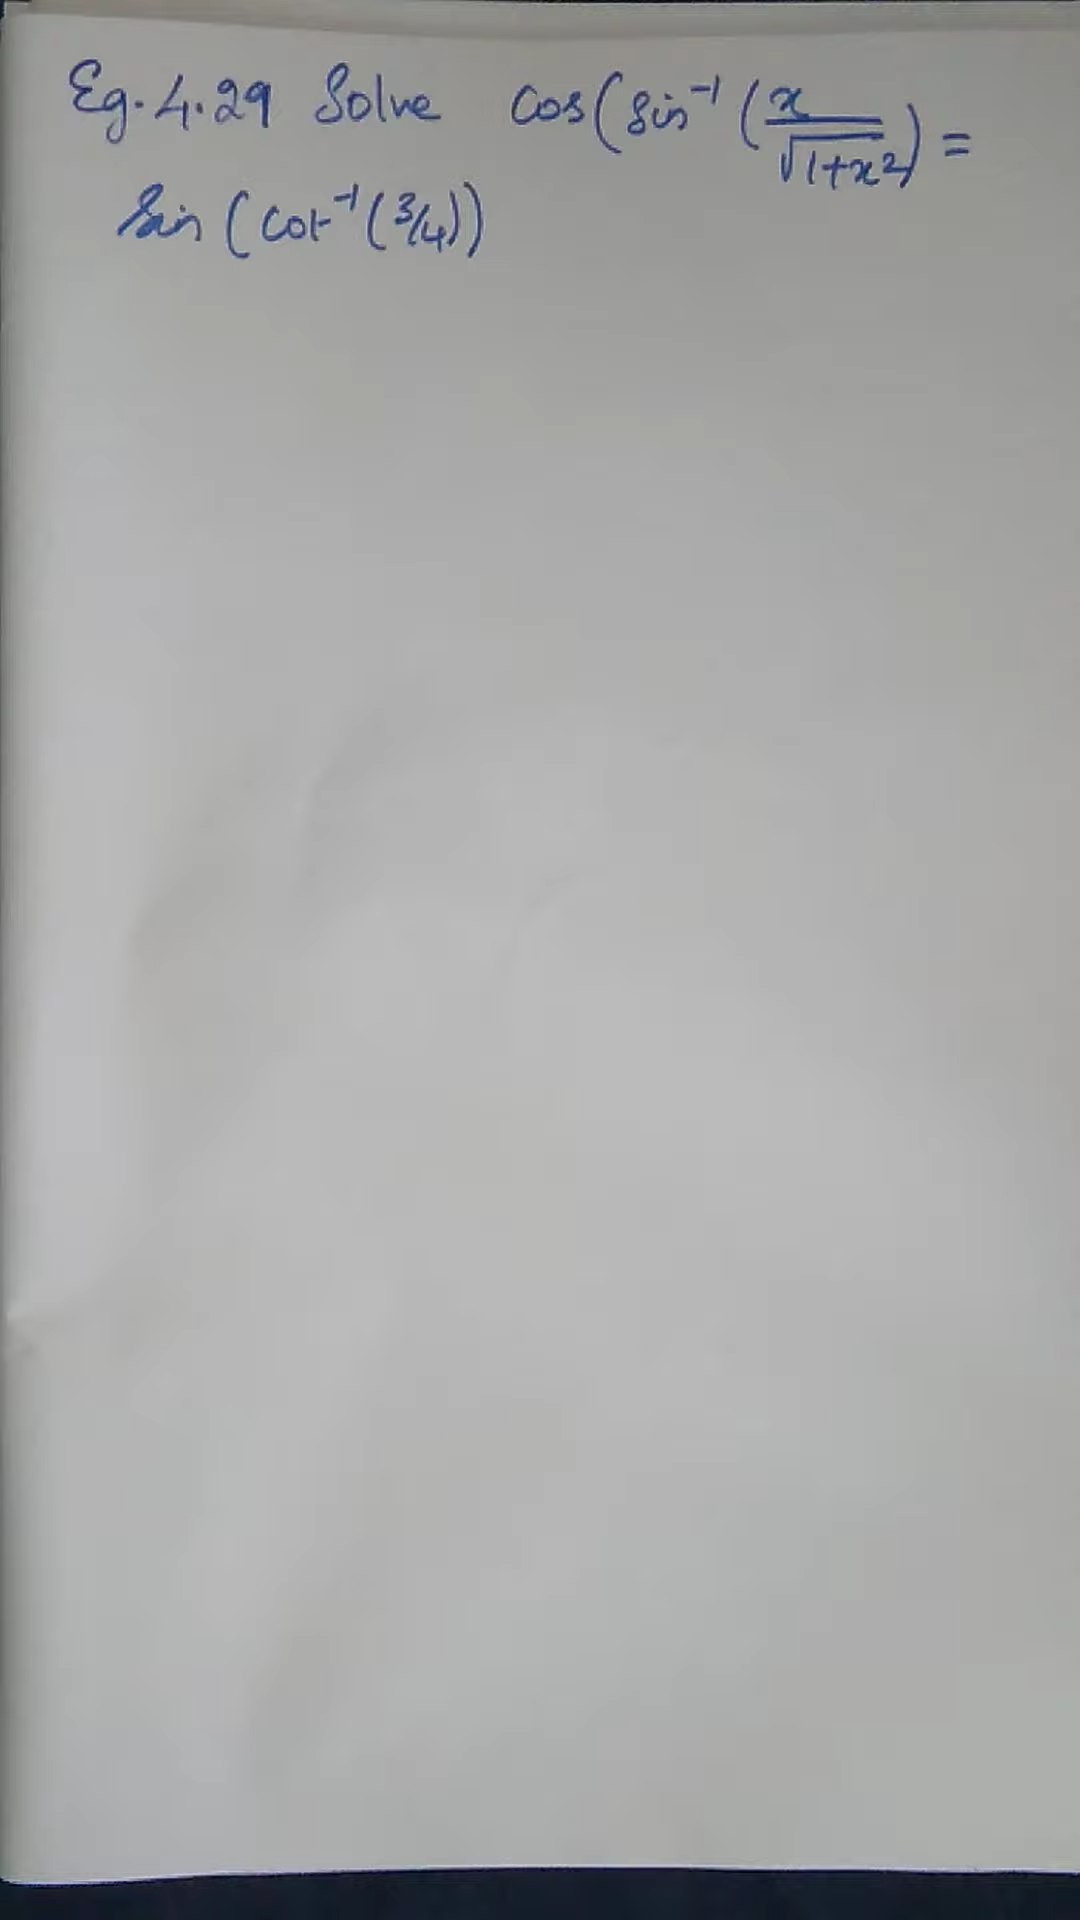 Eg. 4.29 Solve cos(sin⁻¹(x/√(1+x²)) =
sin(cot⁻¹(3/4))